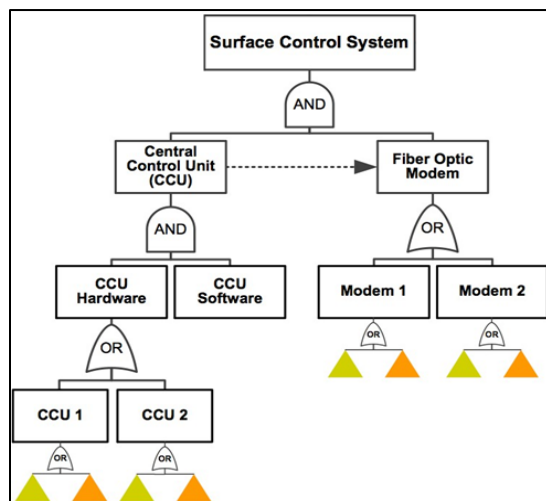 Surface Control System
AND
Central
Control Unit
(CCU)
Fiber Optic
Modem
AND
OR
CCU
Hardware
CCU
Software
Modem 1
Modem 2
OR
OR
OR
CCU 1
CCU 2
OR
OR